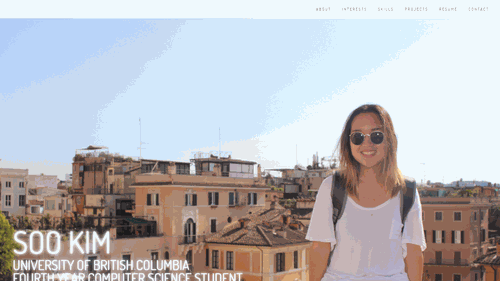 ABOUT INTERESTS SKILLS PROJECTS RESUME CONTACT
SOO KIM
UNIVERSITY OF BRITISH COLUMBIA
FOURTH YEAR COMPUTER SCIENCE STUDENT